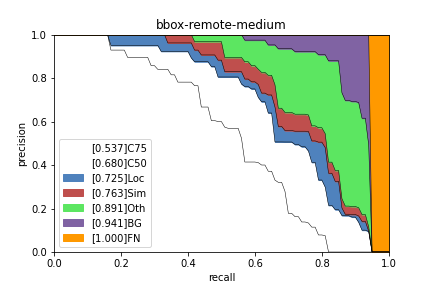 bbox-remote-medium
1.0
0.8
0.6
0.4
0.2
0.0
precision
[0.537]C75
[0.680]C50
[0.725]Loc
[0.763]Sim
[0.891]Oth
[0.941]BG
[1.000]FN
0.0 0.2 0.4 0.6 0.8 1.0
recall